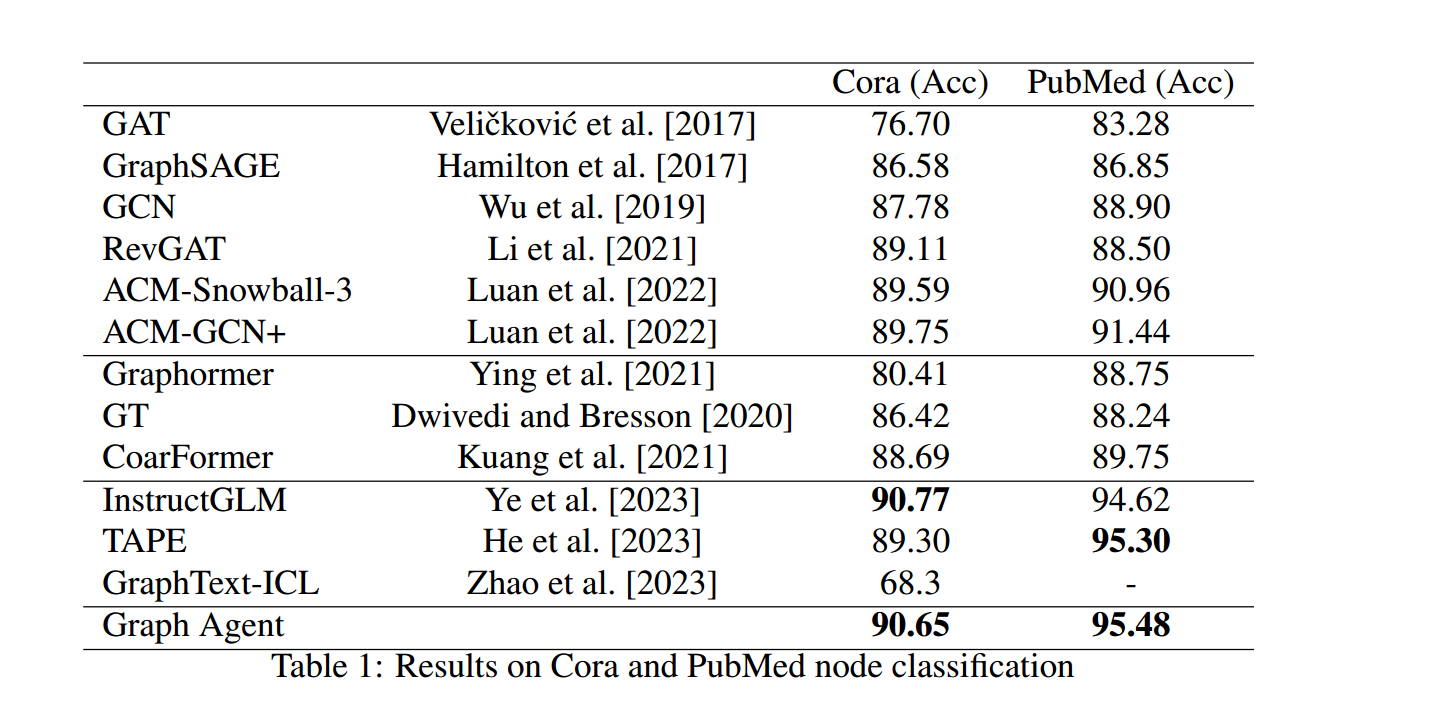 Cora (Acc) PubMed (Acc)
GAT Veličković et al. [2017] 76.70 83.28
GraphSAGE Hamilton et al. [2017] 86.58 86.85
GCN Wu et al. [2019] 87.78 88.90
RevGAT Li et al. [2021] 89.11 88.50
ACM-Snowball-3 Luan et al. [2022] 89.59 90.96
ACM-GCN+ Luan et al. [2022] 89.75 91.44
Graphormer Ying et al. [2021] 80.41 88.75
GT Dwivedi and Bresson [2020] 86.42 88.24
CoarFormer Kuang et al. [2021] 88.69 89.75
InstructGLM Ye et al. [2023] 90.77 94.62
TAPE He et al. [2023] 89.30 95.30
GraphText-ICL Zhao et al. [2023] 68.3 -
Graph Agent 90.65 95.48
Table 1: Results on Cora and PubMed node classification